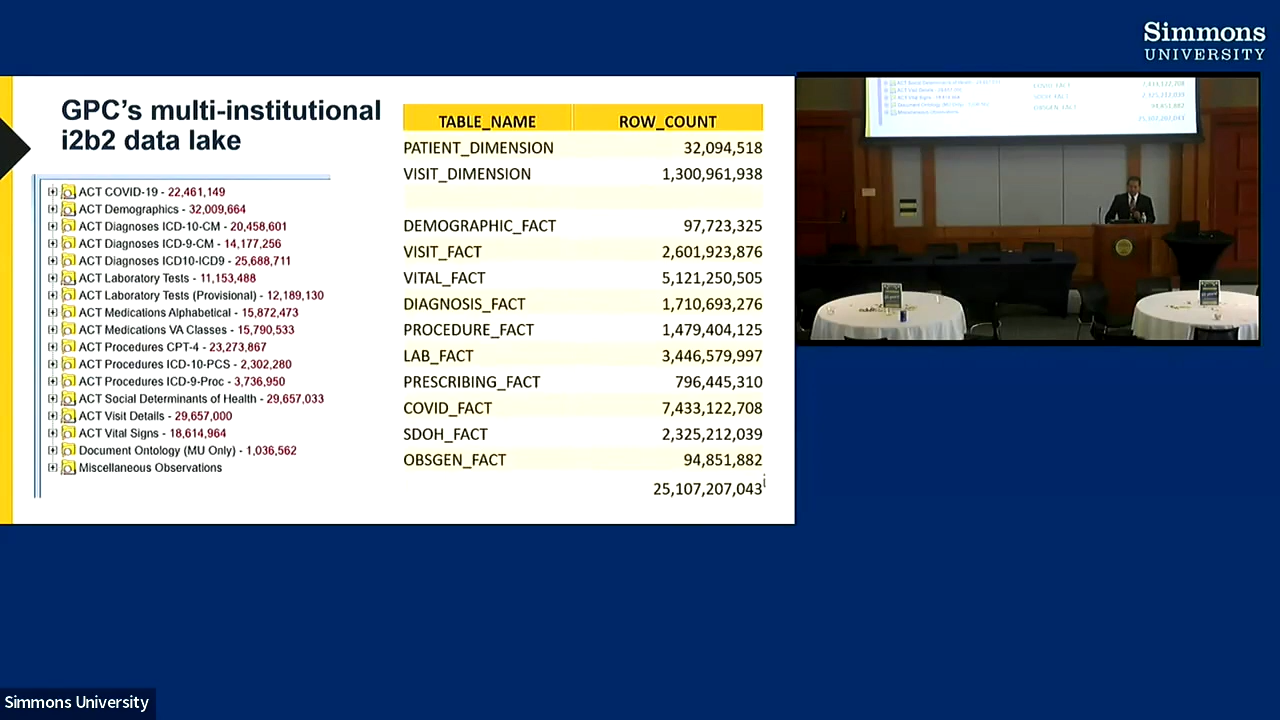 Simmons
UNIVERSITY
GPC's multi-institutional
i2b2 data lake
ACT COVID-19 - 22,461,149
ACT Demographics - 32,009,664
ACT Diagnoses ICD-10-CM - 20,458,601
ACT Diagnoses ICD-9-CM - 14,177,256
ACT Diagnoses ICD10-ICD9 - 25,688,711
ACT Laboratory Tests - 11,153,488
ACT Laboratory Tests (Provisional) - 12,189,130
ACT Medications Alphabetical - 15,872,473
ACT Medications VA Classes - 15,790,533
ACT Procedures CPT-4 - 23,273,867
ACT Procedures ICD-10-PCS - 2,302,280
ACT Procedures ICD-9-Proc - 3,736,950
ACT Social Determinants of Health - 29,657,033
ACT Visit Details - 29,657,000
ACT Vital Signs - 18,614,964
Document Ontology (MU Only) - 1,036,562
Miscellaneous Observations
TABLE_NAME ROW_COUNT
PATIENT_DIMENSION 32,094,518
VISIT_DIMENSION 1,300,961,938
DEMOGRAPHIC_FACT 97,723,325
VISIT_FACT 2,601,923,876
VITAL_FACT 5,121,250,505
DIAGNOSIS_FACT 1,710,693,276
PROCEDURE_FACT 1,479,404,125
LAB_FACT 3,446,579,997
PRESCRIBING_FACT 796,445,310
COVID_FACT 7,433,122,708
SDOH_FACT 2,325,212,039
OBSGEN_FACT 94,851,882
25,107,207,043
Simmons University